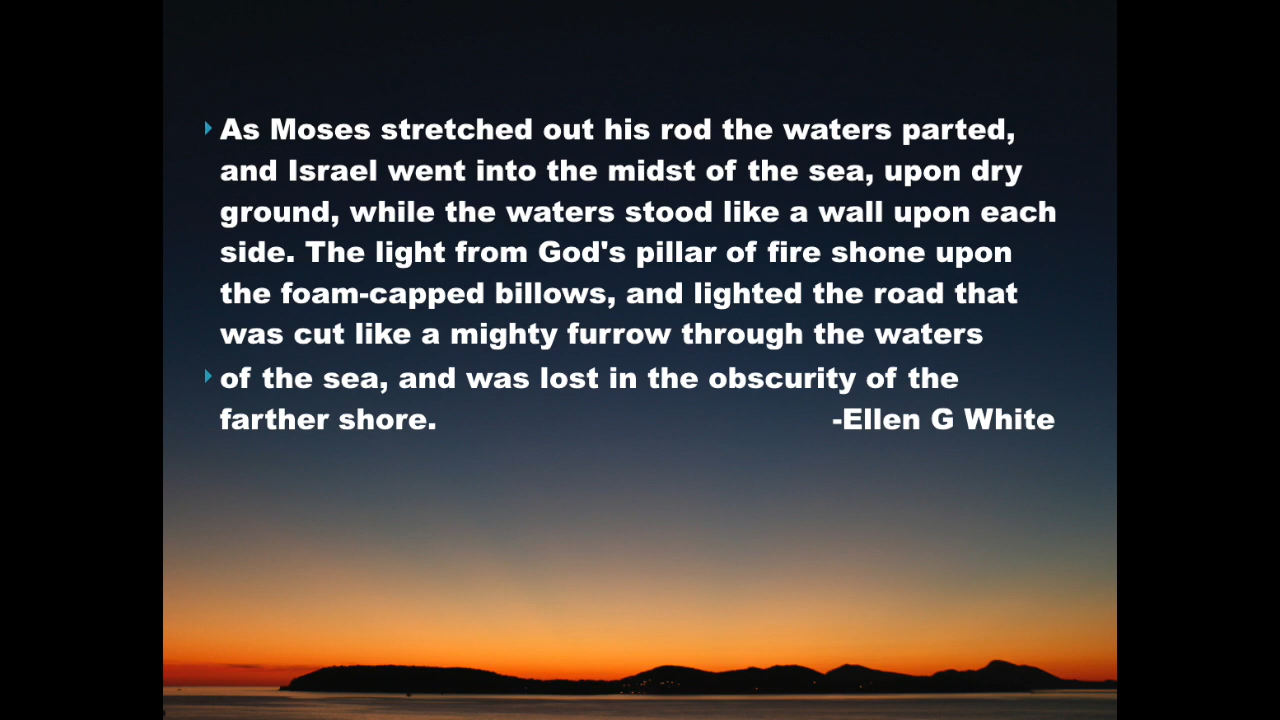 As Moses stretched out his rod the waters parted,
and Israel went into the midst of the sea, upon dry
ground, while the waters stood like a wall upon each
side. The light from God's pillar of fire shone upon
the foam-capped billows, and lighted the road that
was cut like a mighty furrow through the waters
of the sea, and was lost in the obscurity of the
farther shore. -Ellen G White